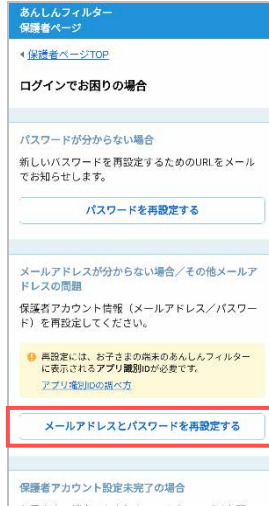 あんしんフィルター
保護者ページ
保護者ページTOP
ログインでお困りの場合
パスワードが分からない場合
新しいパスワードを再設定するためのURLをメール
でお知らせします。
パスワードを再設定する
メールアドレスが分からない場合／その他メールア
ドレスの問題
保護者アカウント情報（メールアドレス／パスワー
ド）を再設定してください。
再設定には、お子さまの端末のあんしんフィルター
に表示されるアプリ識別IDが必要です。
アプリ識別IDの調べ方
メールアドレスとパスワードを再設定する
保護者アカウント設定未完了の場合